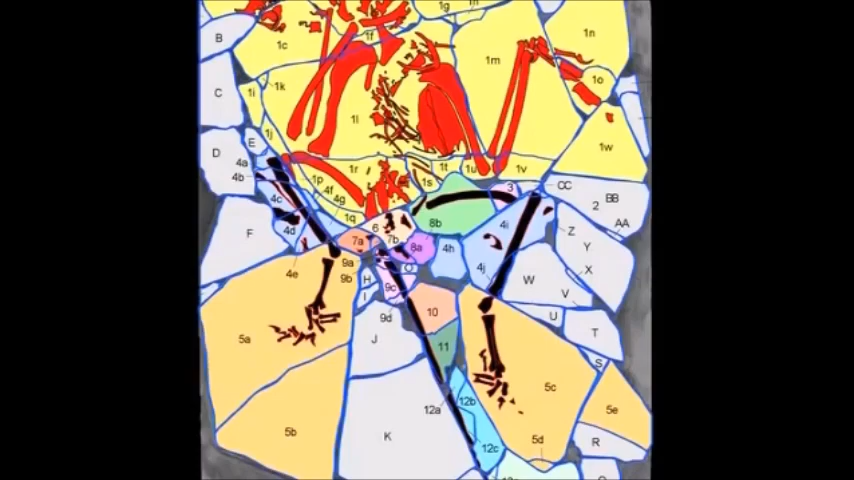 1g
B
1c
1f
1n
1m
C
1i
1k
1o
1l
1j
E
1w
D
4a
4b
1r
1t
1u
1v
1p
1s
3
CC
4f
4c
4g
BB
2
1q
6
8b
4i
AA
F
4d
7a
7b
8a
4h
Z
Y
4e
9a
9b
O
4j
X
H
9c
W
I
V
9d
10
U
5a
J
T
11
S
5c
12a
12b
5e
5b
K
5d
R
12c